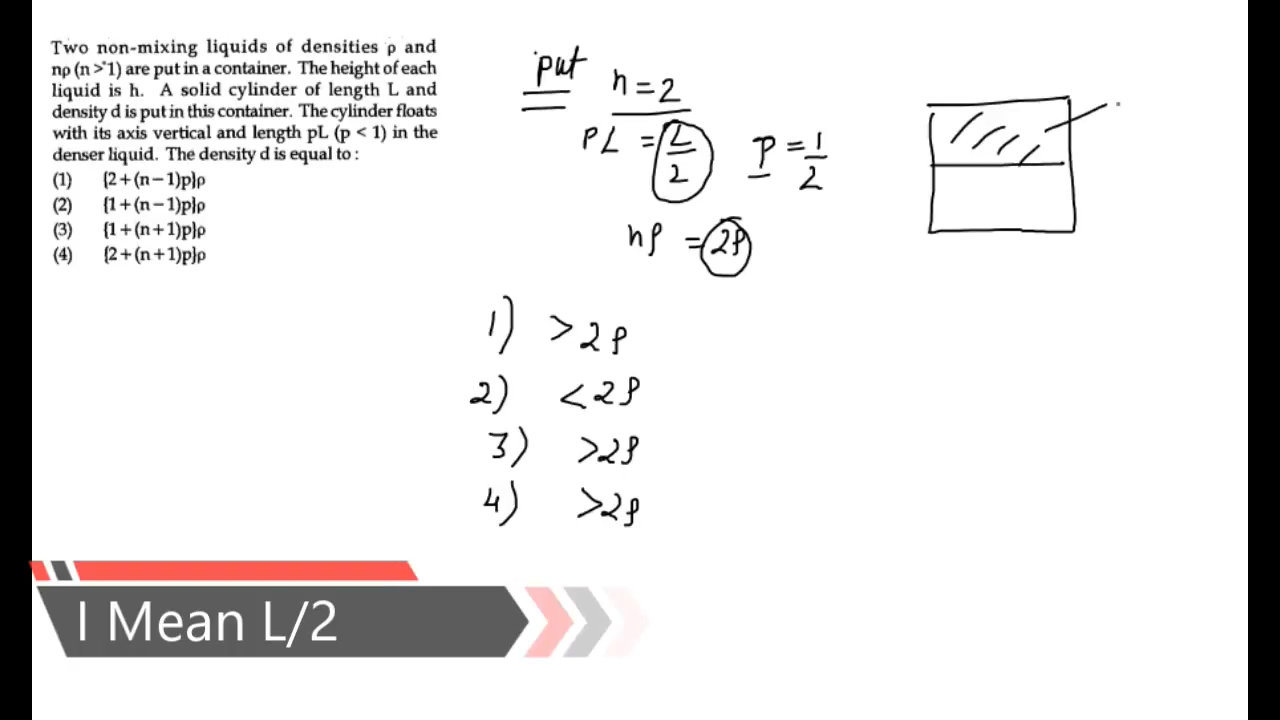 Two non-mixing liquids of densities ρ and
nρ (n > 1) are put in a container. The height of each
liquid is h. A solid cylinder of length L and
density d is put in this container. The cylinder floats
with its axis vertical and length pL (p < 1) in the
denser liquid. The density d is equal to :
(1) {2 + (n − 1)p}ρ
(2) {1 + (n − 1)p}ρ
(3) {1 + (n + 1)p}ρ
(4) {2 + (n + 1)p}ρ
put
n = 2
PL = L/2 P = 1/2
nρ = 2ρ
1) > 2ρ
2) < 2ρ
3) > 2ρ
4) > 2ρ
I Mean L/2